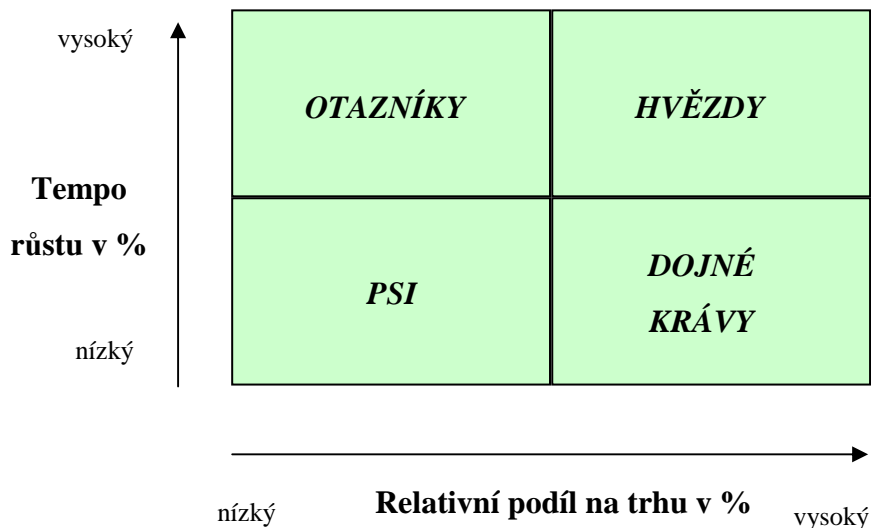 vysoký
OTAZNÍKY
HVĚZDY
Tempo
růstu v %
PSI
DOJNÉ
KRÁVY
nízký
nízký
Relativní podíl na trhu v %
vysoký